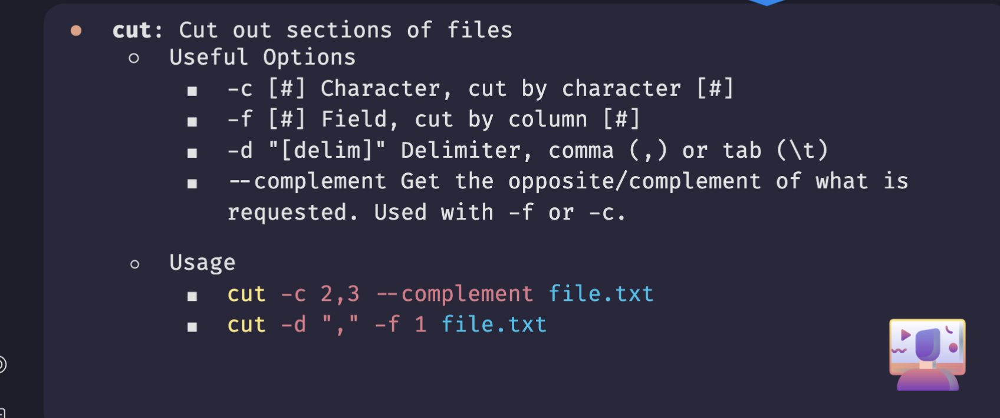 cut: Cut out sections of files
Useful Options
-c [#] Character, cut by character [#]
-f [#] Field, cut by column [#]
-d "[delim]" Delimiter, comma (,) or tab (\t)
--complement Get the opposite/complement of what is
requested. Used with -f or -c.
Usage
cut -c 2,3 --complement file.txt
cut -d "," -f 1 file.txt